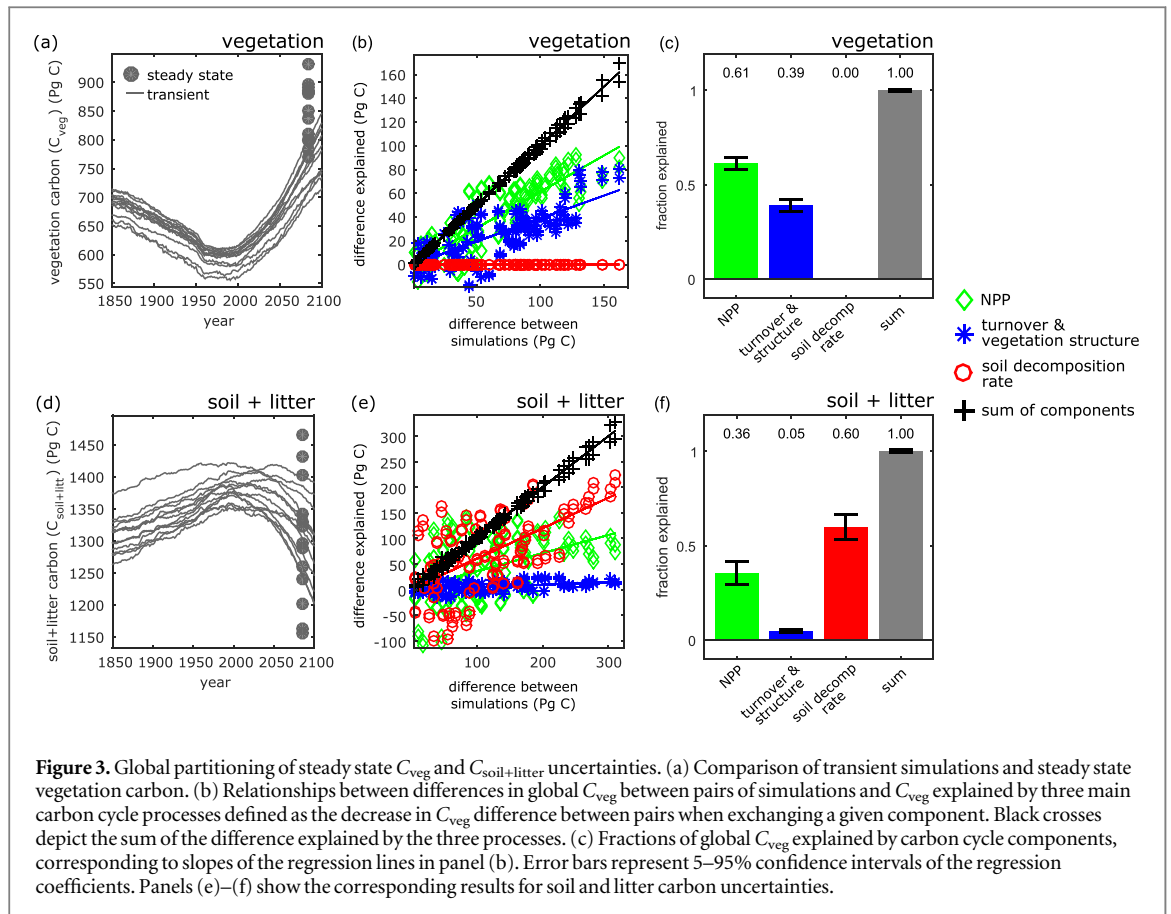 (a) vegetation
vegetation carbon (Cveg) (Pg C)
900
850
800
750
700
650
600
550
steady state
transient
1850 1900 1950 2000 2050 2100
year
(b) vegetation
difference explained (Pg C)
160
140
120
100
80
60
40
20
0
50 100 150
difference between
simulations (Pg C)
(c) vegetation
0.61 0.39 0.00 1.00
fraction explained
1
0.5
0
NPP
turnover &
structure
soil decomp
rate
sum
NPP
turnover &
vegetation structure
soil decomposition
rate
sum of components
(d) soil + litter
soil+litter carbon (Csoil+litt) (Pg C)
1450
1400
1350
1300
1250
1200
1150
1850 1900 1950 2000 2050 2100
year
(e) soil + litter
difference explained (Pg C)
300
250
200
150
100
50
0
-50
-100
100 200 300
difference between
simulations (Pg C)
(f) soil + litter
0.36 0.05 0.60 1.00
fraction explained
1
0.5
0
NPP
turnover &
structure
soil decomp
rate
sum
Figure 3. Global partitioning of steady state Cveg and Csoil+litter uncertainties. (a) Comparison of transient simulations and steady state
vegetation carbon. (b) Relationships between differences in global Cveg between pairs of simulations and Cveg explained by three main
carbon cycle processes defined as the decrease in Cveg difference between pairs when exchanging a given component. Black crosses
depict the sum of the difference explained by the three processes. (c) Fractions of global Cveg explained by carbon cycle components,
corresponding to slopes of the regression lines in panel (b). Error bars represent 5–95% confidence intervals of the regression
coefficients. Panels (e)–(f) show the corresponding results for soil and litter carbon uncertainties.